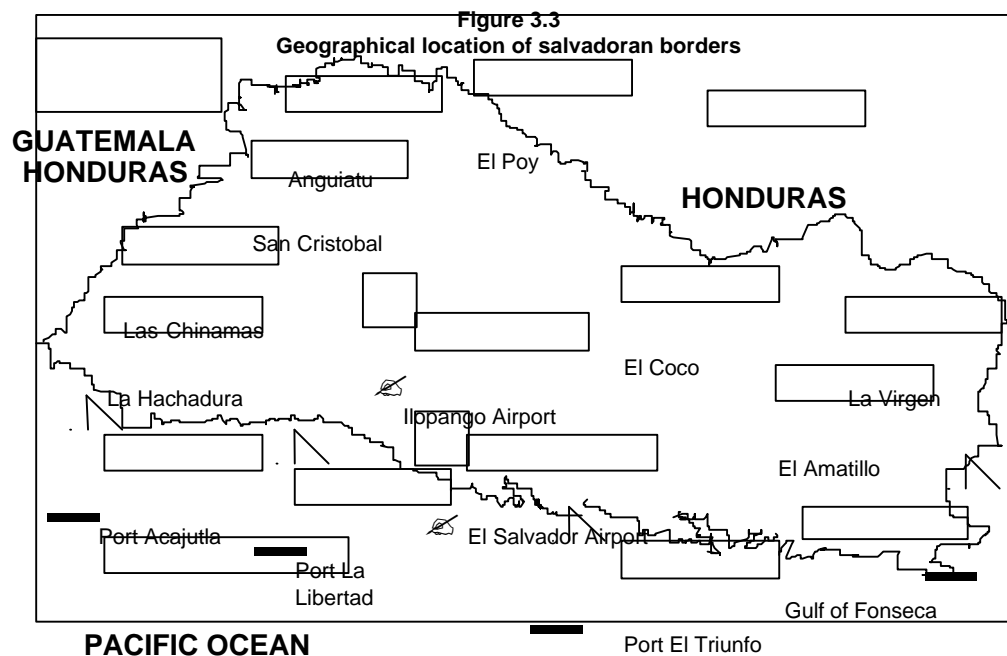 Figure 3.3
Geographical location of salvadoran borders
GUATEMALA
HONDURAS
El Poy
Anguiatu
HONDURAS
San Cristobal
Las Chinamas
El Coco
La Hachadura
La Virgen
Ilopango Airport
El Amatillo
Port Acajutla
El Salvador Airport
Port La
Libertad
Gulf of Fonseca
PACIFIC OCEAN
Port El Triunfo